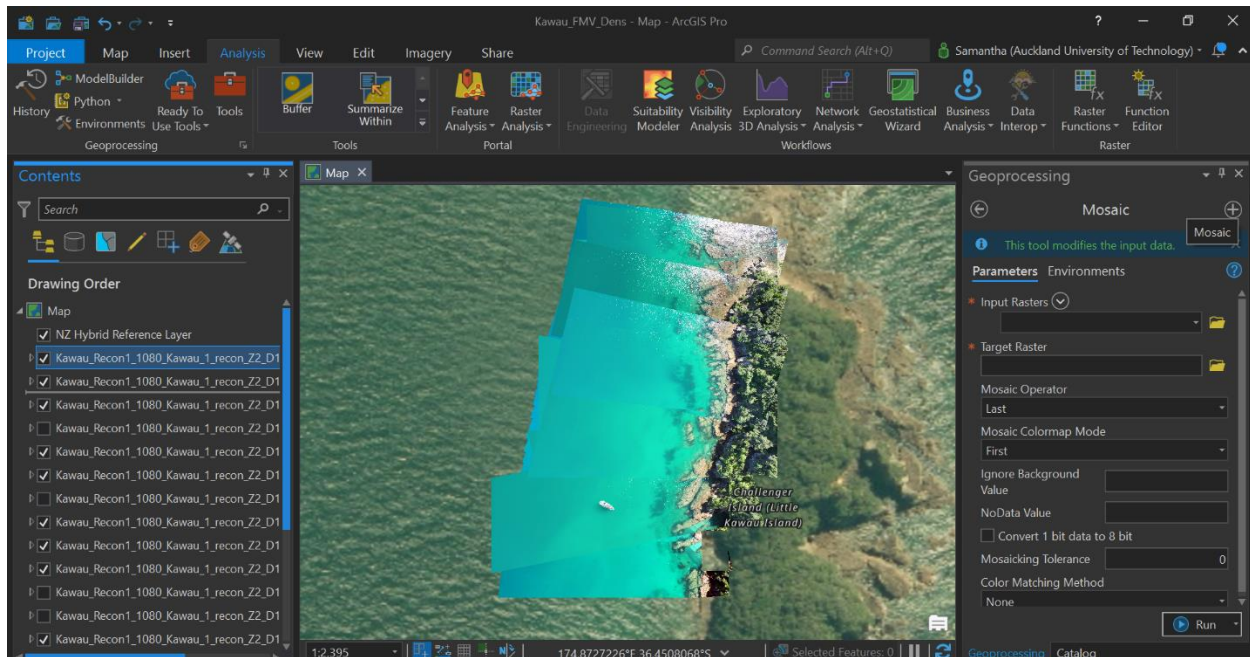 Kawau_FMV_Dens - Map - ArcGIS Pro
?
Project Map Insert Analysis View Edit Imagery Share
Command Search (Alt+Q)
Samantha (Auckland University of Technology)
History
ModelBuilder
Python
Environments
Ready To Use Tools
Tools
Geoprocessing
Buffer
Summarize Within
Tools
Feature Analysis
Raster Analysis
Portal
Data Engineering
Suitability Modeler
Visibility Analysis
Exploratory 3D Analysis
Network Analysis
Geostatistical Wizard
Business Analysis
Data Interop
Workflows
Raster Functions
Function Editor
Raster
Contents
Search
Drawing Order
Map
NZ Hybrid Reference Layer
Kawau_Recon1_1080_Kawau_1_recon_Z2_D1
Kawau_Recon1_1080_Kawau_1_recon_Z2_D1
Kawau_Recon1_1080_Kawau_1_recon_Z2_D1
Kawau_Recon1_1080_Kawau_1_recon_Z2_D1
Kawau_Recon1_1080_Kawau_1_recon_Z2_D1
Kawau_Recon1_1080_Kawau_1_recon_Z2_D1
Kawau_Recon1_1080_Kawau_1_recon_Z2_D1
Kawau_Recon1_1080_Kawau_1_recon_Z2_D1
Kawau_Recon1_1080_Kawau_1_recon_Z2_D1
Kawau_Recon1_1080_Kawau_1_recon_Z2_D1
Kawau_Recon1_1080_Kawau_1_recon_Z2_D1
Kawau_Recon1_1080_Kawau_1_recon_Z2_D1
Kawau_Recon1_1080_Kawau_1_recon_Z2_D1
Map
Challenger
Island (Little
Kawau Island)
1:2,395
174.8727226°E 36.4508068°S
Selected Features: 0
Geoprocessing
Mosaic
Mosaic
This tool modifies the input data.
Parameters Environments
* Input Rasters
* Target Raster
Mosaic Operator
Last
Mosaic Colormap Mode
First
Ignore Background
Value
NoData Value
Convert 1 bit data to 8 bit
Mosaicking Tolerance 0
Color Matching Method
None
Run
Geoprocessing Catalog